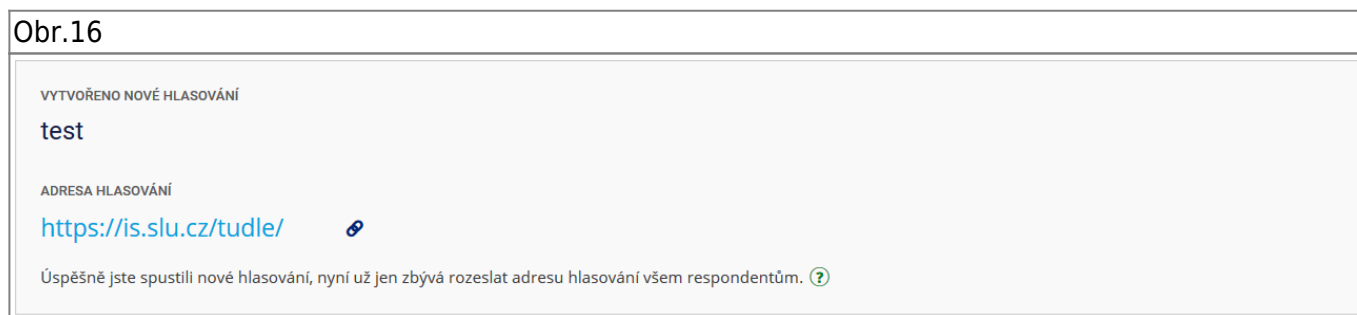 Obr.16
VYTVOŘENO NOVÉ HLASOVÁNÍ
test
ADRESA HLASOVÁNÍ
https://is.slu.cz/tudle/
Úspěšně jste spustili nové hlasování, nyní už jen zbývá rozeslat adresu hlasování všem respondentům. ?